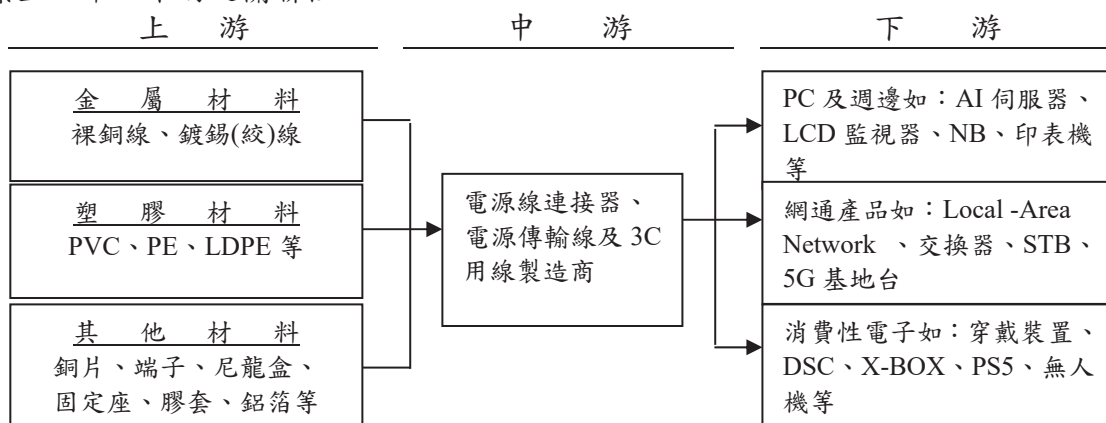 上 游
中 游
下 游
金屬材料
裸銅線、鍍錫(絞)線
塑膠材料
PVC、PE、LDPE 等
其他材料
銅片、端子、尼龍盒、
固定座、膠套、鋁箔等
電源線連接器、
電源傳輸線及 3C
用線製造商
PC 及週邊如：AI 伺服器、
LCD 監視器、NB、印表機
等
網通產品如：Local -Area
Network 、交換器、STB、
5G 基地台
消費性電子如：穿戴裝置、
DSC、X-BOX、PS5、無人
機等